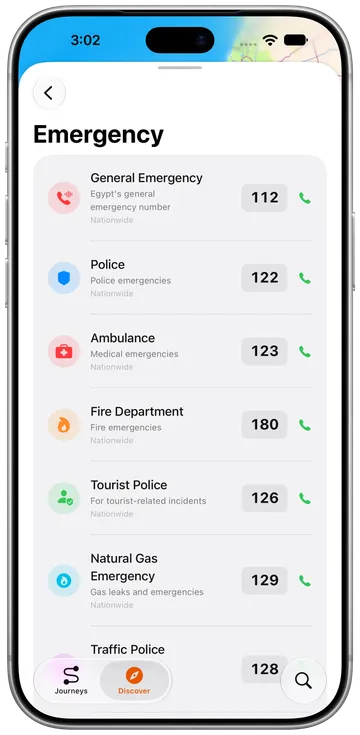 3:02
Emergency
General Emergency
Egypt's general
emergency number
Nationwide
112
Police
Police emergencies
Nationwide
122
Ambulance
Medical emergencies
Nationwide
123
Fire Department
Fire emergencies
Nationwide
180
Tourist Police
For tourist-related incidents
Nationwide
126
Natural Gas
Emergency
Gas leaks and emergencies
Nationwide
129
Traffic Police
128
Journeys
Discover